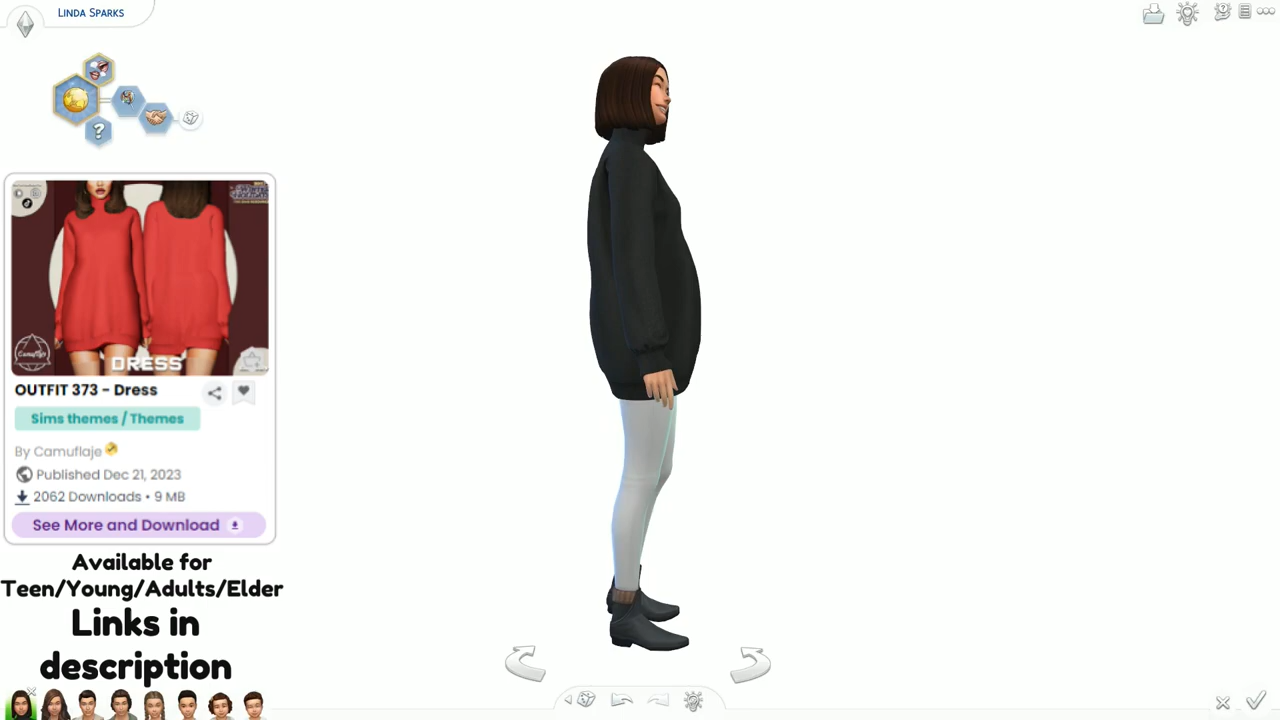 LINDA SPARKS
DRESS
OUTFIT 373 - Dress
Sims themes / Themes
By Camuflaje
Published Dec 21, 2023
2062 Downloads • 9 MB
See More and Download
Available for
Teen/Young/Adults/Elder
Links in
description